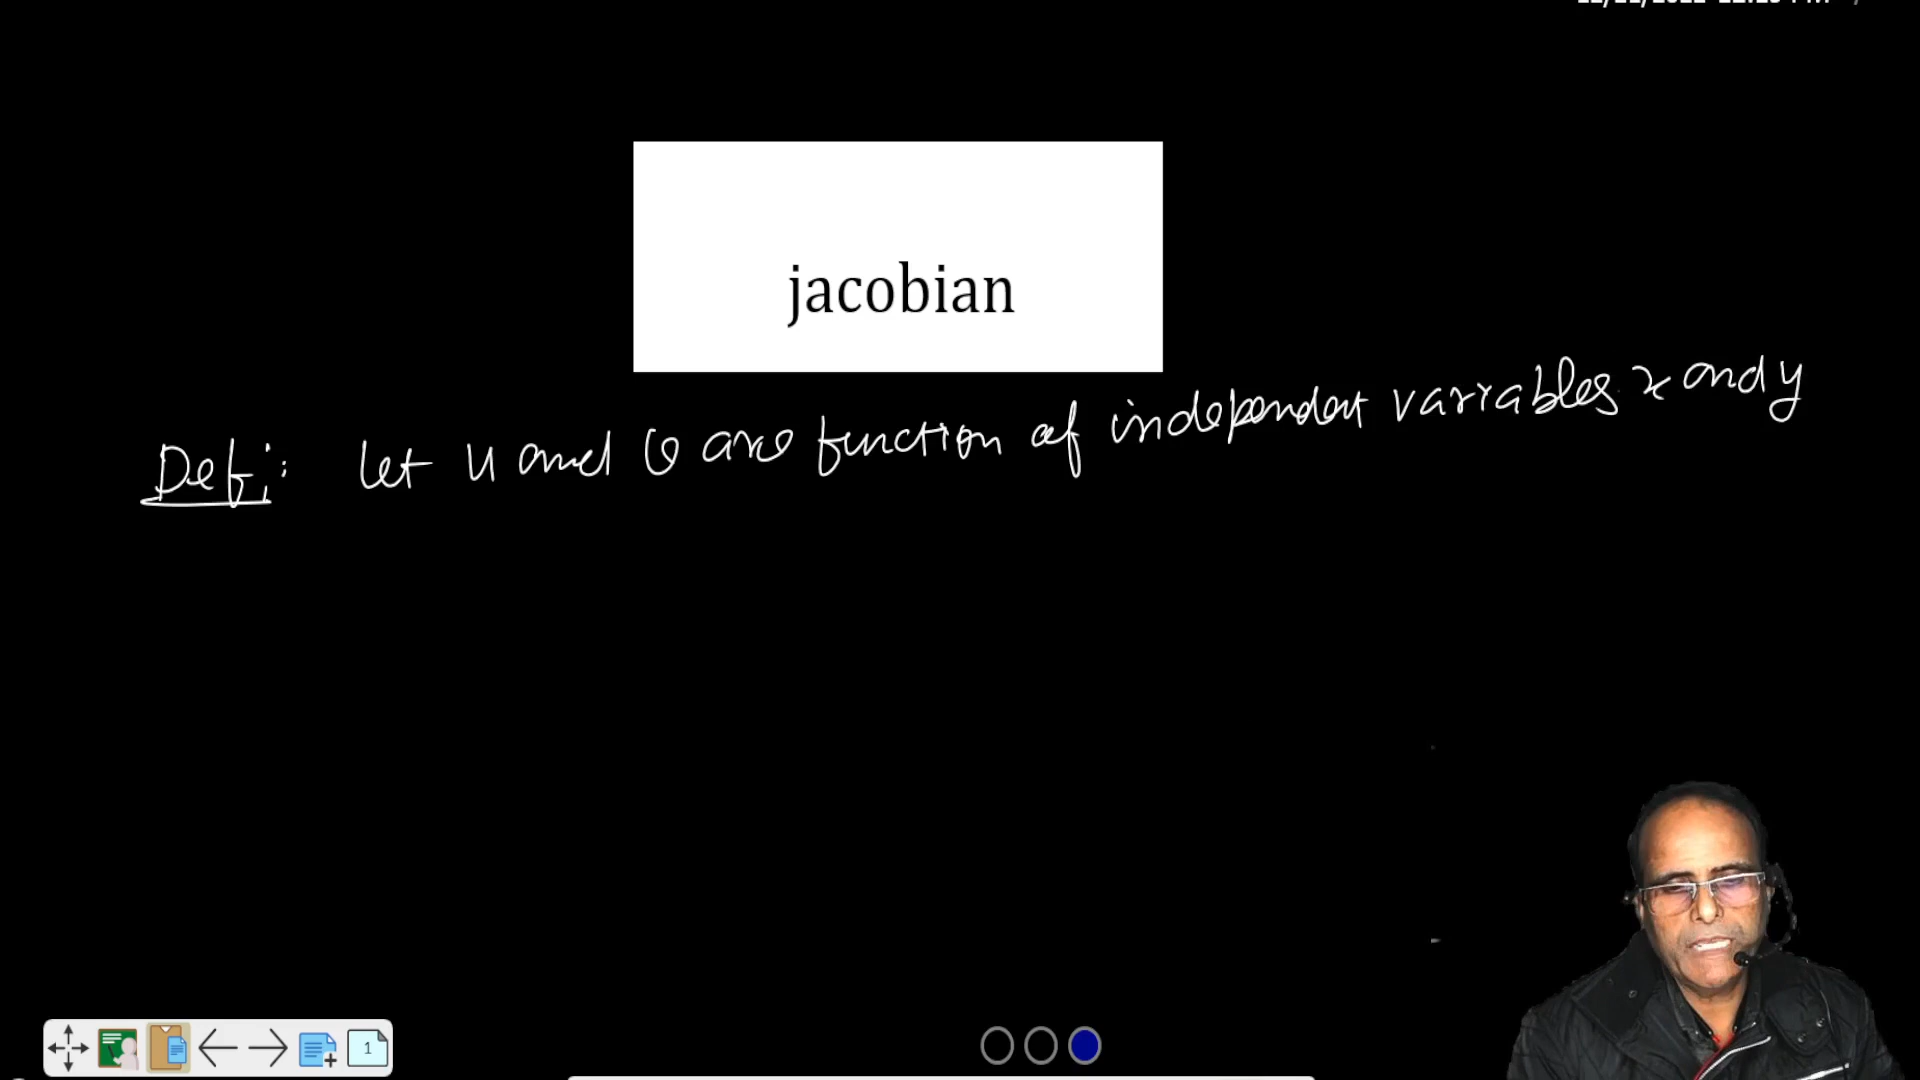 jacobian
Def: let u and v are function of independent variables x and y
1